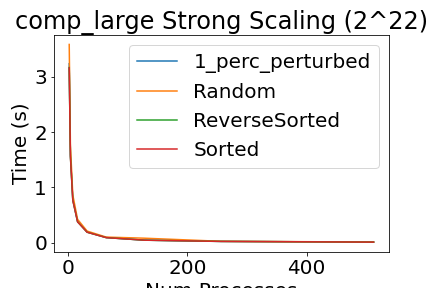 comp_large Strong Scaling (2^22)
Time (s)
3
2
1
0
1_perc_perturbed
Random
ReverseSorted
Sorted
0 200 400
Num Processes